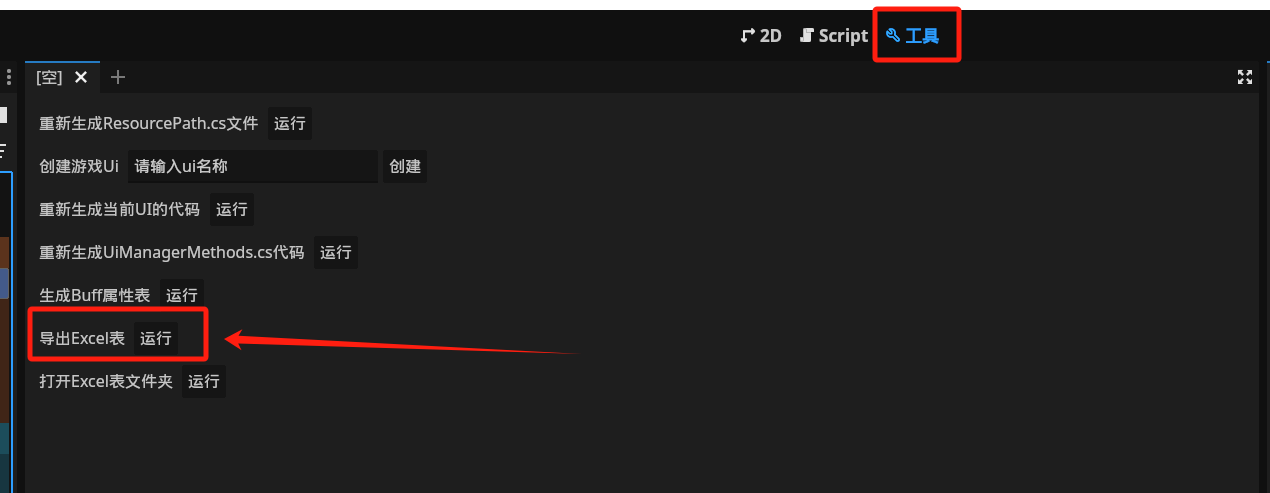 2D Script 工具
[空]
重新生成ResourcePath.cs文件 运行
创建游戏Ui 请输入ui名称 创建
重新生成当前UI的代码 运行
重新生成UiManagerMethods.cs代码 运行
生成Buff属性表 运行
导出Excel表 运行
打开Excel表文件夹 运行